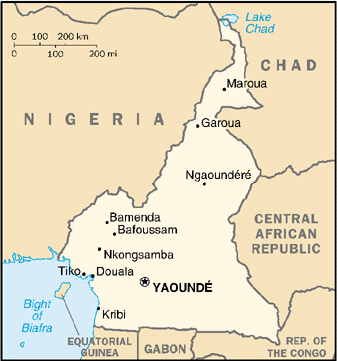 Lake
Chad
0 100 200 km
0 100 200 mi
CHAD
Maroua
NIGERIA
Garoua
Ngaoundéré
Bamenda
Bafoussam
CENTRAL
AFRICAN
REPUBLIC
Nkongsamba
Tiko
Douala
YAOUNDÉ
Bight
of
Biafra
Kribi
EQUATORIAL
GUINEA
GABON
REP. OF
THE CONGO